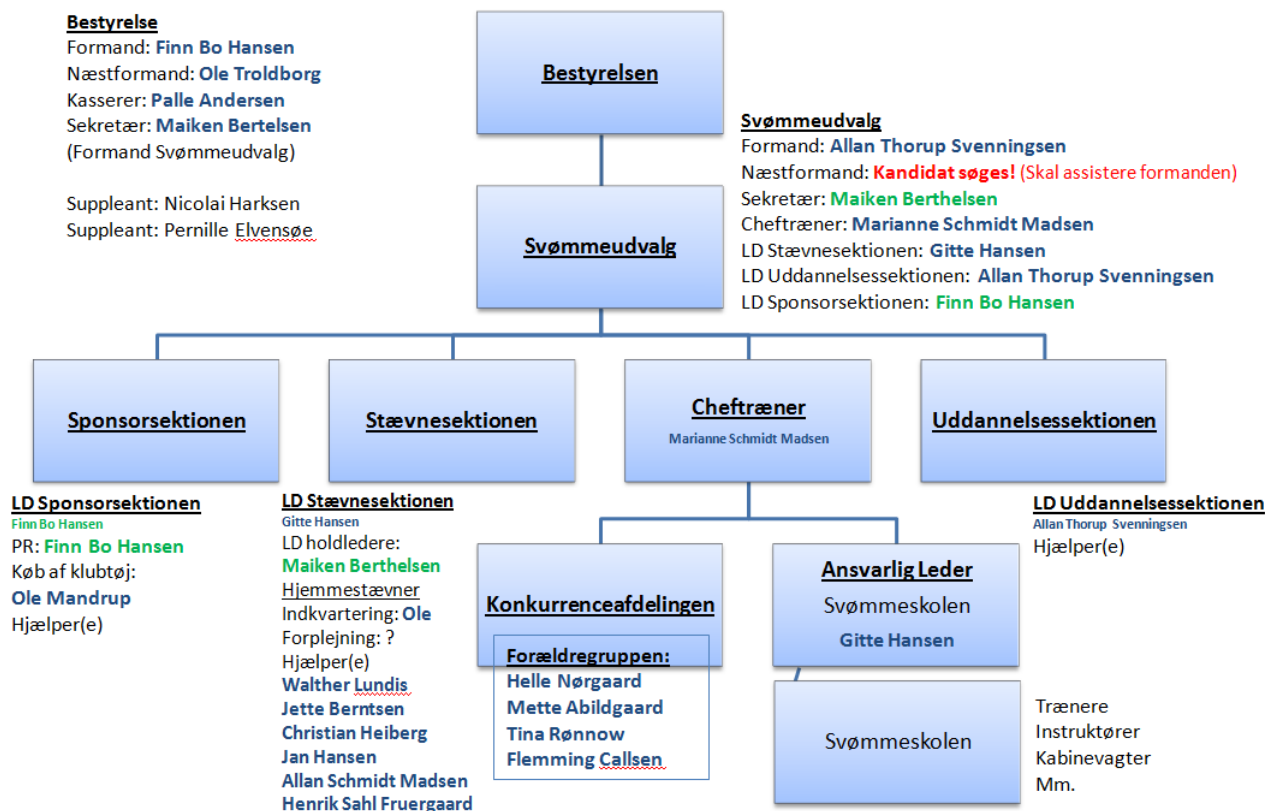 Bestyrelse
Formand: Finn Bo Hansen
Næstformand: Ole Troldborg
Kasserer: Palle Andersen
Sekretær: Maiken Bertelsen
(Formand Svømmeudvalg)
Suppleant: Nicolai Harksen
Suppleant: Pernille Elvensøe
Bestyrelsen
Svømmeudvalg
Formand: Allan Thorup Svenningsen
Næstformand: Kandidat søges! (Skal assistere formanden)
Sekretær: Maiken Berthelsen
Cheftræner: Marianne Schmidt Madsen
LD Stævnesektionen: Gitte Hansen
LD Uddannelsessektionen: Allan Thorup Svenningsen
LD Sponsorsektionen: Finn Bo Hansen
Svømmeudvalg
Sponsorsektionen
Stævnesektionen
Cheftræner
Marianne Schmidt Madsen
Uddannelsessektionen
LD Sponsorsektionen
Finn Bo Hansen
PR: Finn Bo Hansen
Køb af klubtøj:
Ole Mandrup
Hjælper(e)
LD Stævnesektionen
Gitte Hansen
LD holdledere:
Maiken Berthelsen
Hjemmestævner
Indkvartering: Ole
Forplejning: ?
Hjælper(e)
Walther Lundis
Jette Berntsen
Christian Heiberg
Jan Hansen
Allan Schmidt Madsen
Henrik Sahl Fruergaard
Konkurrenceafdelingen
Forældregruppen:
Helle Nørgaard
Mette Abildgaard
Tina Rønnow
Flemming Callsen
Ansvarlig Leder
Svømmeskolen
Gitte Hansen
Svømmeskolen
Trænere
Instruktører
Kabinevagter
Mm.
LD Uddannelsessektionen
Allan Thorup Svenningsen
Hjælper(e)